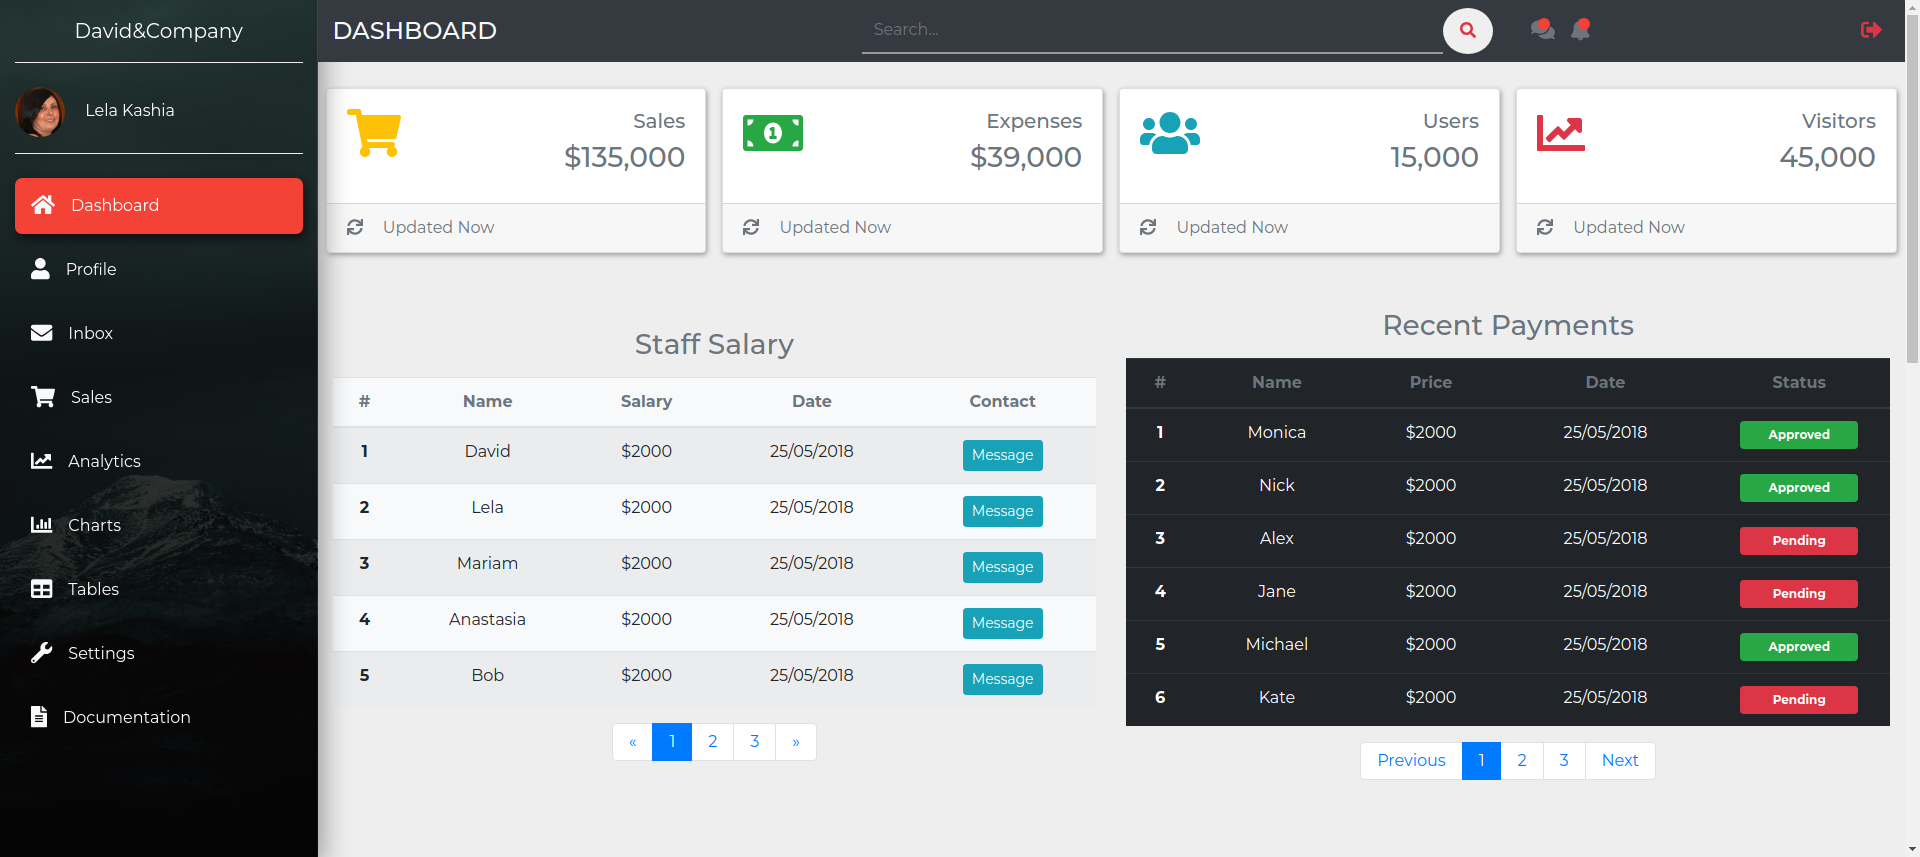 David&Company
Lela Kashia
Dashboard
Profile
Inbox
Sales
Analytics
Charts
Tables
Settings
Documentation
DASHBOARD
Search...
Sales
$135,000
Updated Now
Expenses
$39,000
Updated Now
Users
15,000
Updated Now
Visitors
45,000
Updated Now
Staff Salary
# Name Salary Date Contact
1 David $2000 25/05/2018 Message
2 Lela $2000 25/05/2018 Message
3 Mariam $2000 25/05/2018 Message
4 Anastasia $2000 25/05/2018 Message
5 Bob $2000 25/05/2018 Message
« 1 2 3 »
Recent Payments
# Name Price Date Status
1 Monica $2000 25/05/2018 Approved
2 Nick $2000 25/05/2018 Approved
3 Alex $2000 25/05/2018 Pending
4 Jane $2000 25/05/2018 Pending
5 Michael $2000 25/05/2018 Approved
6 Kate $2000 25/05/2018 Pending
Previous 1 2 3 Next